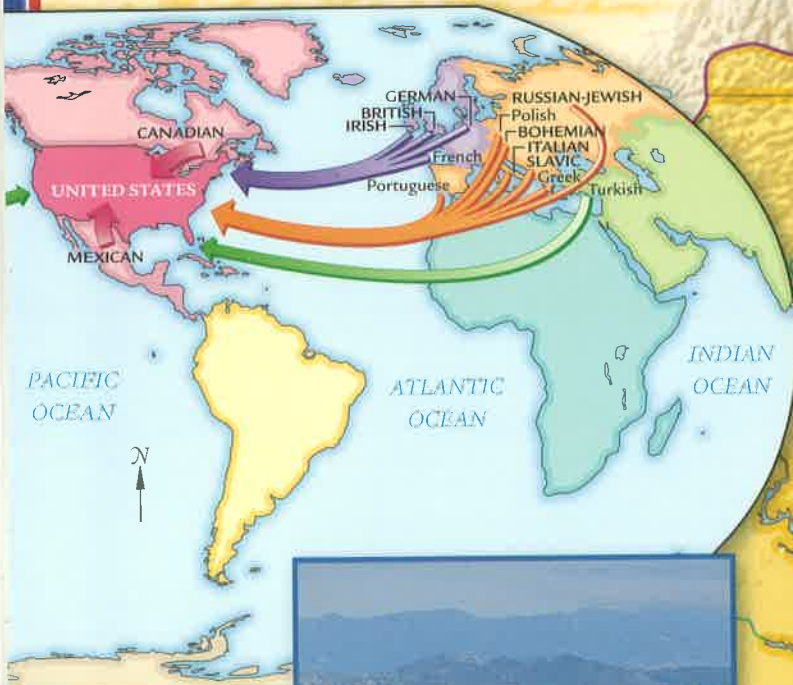 GERMAN
BRITISH
IRISH
French
Portuguese
RUSSIAN-JEWISH
Polish
BOHEMIAN
ITALIAN
SLAVIC
Greek
Turkish
CANADIAN
UNITED STATES
MEXICAN
PACIFIC
OCEAN
ATLANTIC
OCEAN
INDIAN
OCEAN
N